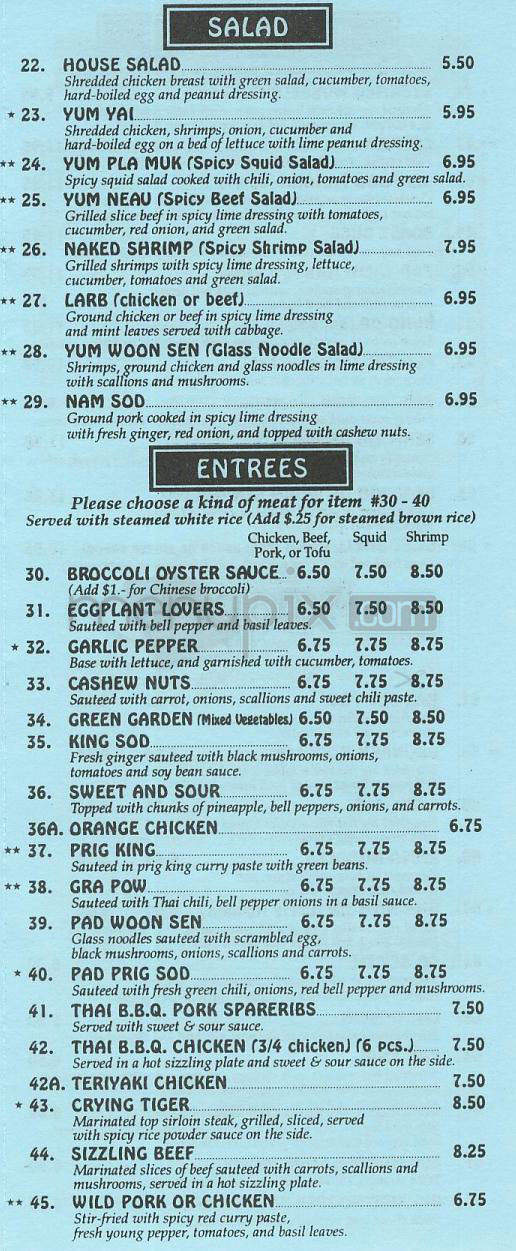 SALAD
22. HOUSE SALAD 5.50
Shredded chicken breast with green salad, cucumber, tomatoes,
hard-boiled egg and peanut dressing.
★ 23. YUM YAI 5.95
Shredded chicken, shrimps, onion, cucumber and
hard-boiled egg on a bed of lettuce with lime peanut dressing.
★★ 24. YUM PLA MUK (Spicy Squid Salad) 6.95
Spicy squid salad cooked with chili, onion, tomatoes and green salad.
★★ 25. YUM NEAU (Spicy Beef Salad) 6.95
Grilled slice beef in spicy lime dressing with tomatoes,
cucumber, red onion, and green salad.
★★ 26. NAKED SHRIMP (Spicy Shrimp Salad) 7.95
Grilled shrimps with spicy lime dressing, lettuce,
cucumber, tomatoes and green salad.
★★ 27. LARB (chicken or beef) 6.95
Ground chicken or beef in spicy lime dressing
and mint leaves served with cabbage.
★★ 28. YUM WOON SEN (Glass Noodle Salad) 6.95
Shrimps, ground chicken and glass noodles in lime dressing
with scallions and mushrooms.
★★ 29. NAM SOD 6.95
Ground pork cooked in spicy lime dressing
with fresh ginger, red onion, and topped with cashew nuts.
ENTREES
Please choose a kind of meat for item #30 - 40
Served with steamed white rice (Add $.25 for steamed brown rice)
Chicken, Beef, Squid Shrimp
Pork, or Tofu
30. BROCCOLI OYSTER SAUCE 6.50 7.50 8.50
(Add $1.- for Chinese broccoli)
31. EGGPLANT LOVERS 6.50 7.50 8.50
Sauteed with bell pepper and basil leaves.
★ 32. GARLIC PEPPER 6.75 7.75 8.75
Base with lettuce, and garnished with cucumber, tomatoes.
33. CASHEW NUTS 6.75 7.75 8.75
Sauteed with carrot, onions, scallions and sweet chili paste.
34. GREEN GARDEN (Mixed Vegetables) 6.50 7.50 8.50
35. KING SOD 6.75 7.75 8.75
Fresh ginger sauteed with black mushrooms, onions,
tomatoes and soy bean sauce.
36. SWEET AND SOUR 6.75 7.75 8.75
Topped with chunks of pineapple, bell peppers, onions, and carrots.
36A. ORANGE CHICKEN 6.75
★★ 37. PRIG KING 6.75 7.75 8.75
Sauteed in prig king curry paste with green beans.
★★ 38. GRA POW 6.75 7.75 8.75
Sauteed with Thai chili, bell pepper onions in a basil sauce.
39. PAD WOON SEN 6.75 7.75 8.75
Glass noodles sauteed with scrambled egg,
black mushrooms, onions, scallions and carrots.
★ 40. PAD PRIG SOD 6.75 7.75 8.75
Sauteed with fresh green chili, onions, red bell pepper and mushrooms.
41. THAI B.B.Q. PORK SPARERIBS 7.50
Served with sweet & sour sauce.
42. THAI B.B.Q. CHICKEN (3/4 chicken) (6 pcs.) 7.50
Served in a hot sizzling plate and sweet & sour sauce on the side.
42A. TERIYAKI CHICKEN 7.50
★ 43. CRYING TIGER 8.50
Marinated top sirloin steak, grilled, sliced, served
with spicy rice powder sauce on the side.
44. SIZZLING BEEF 8.25
Marinated slices of beef sauteed with carrots, scallions and
mushrooms, served in a hot sizzling plate.
★★ 45. WILD PORK OR CHICKEN 6.75
Stir-fried with spicy red curry paste,
fresh young pepper, tomatoes, and basil leaves.